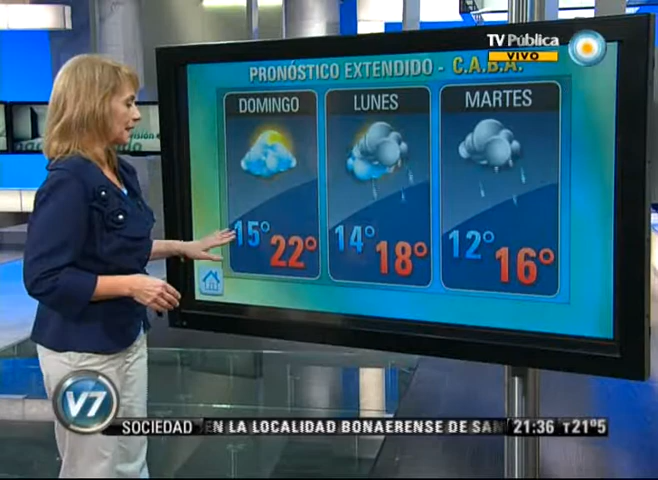 TV Pública
VIVO
PRONÓSTICO EXTENDIDO - C.A.B.A.
DOMINGO
LUNES
MARTES
15° 22°
14° 18°
12° 16°
V7
SOCIEDAD EN LA LOCALIDAD BONAERENSE DE SAN 21:36 T21°5